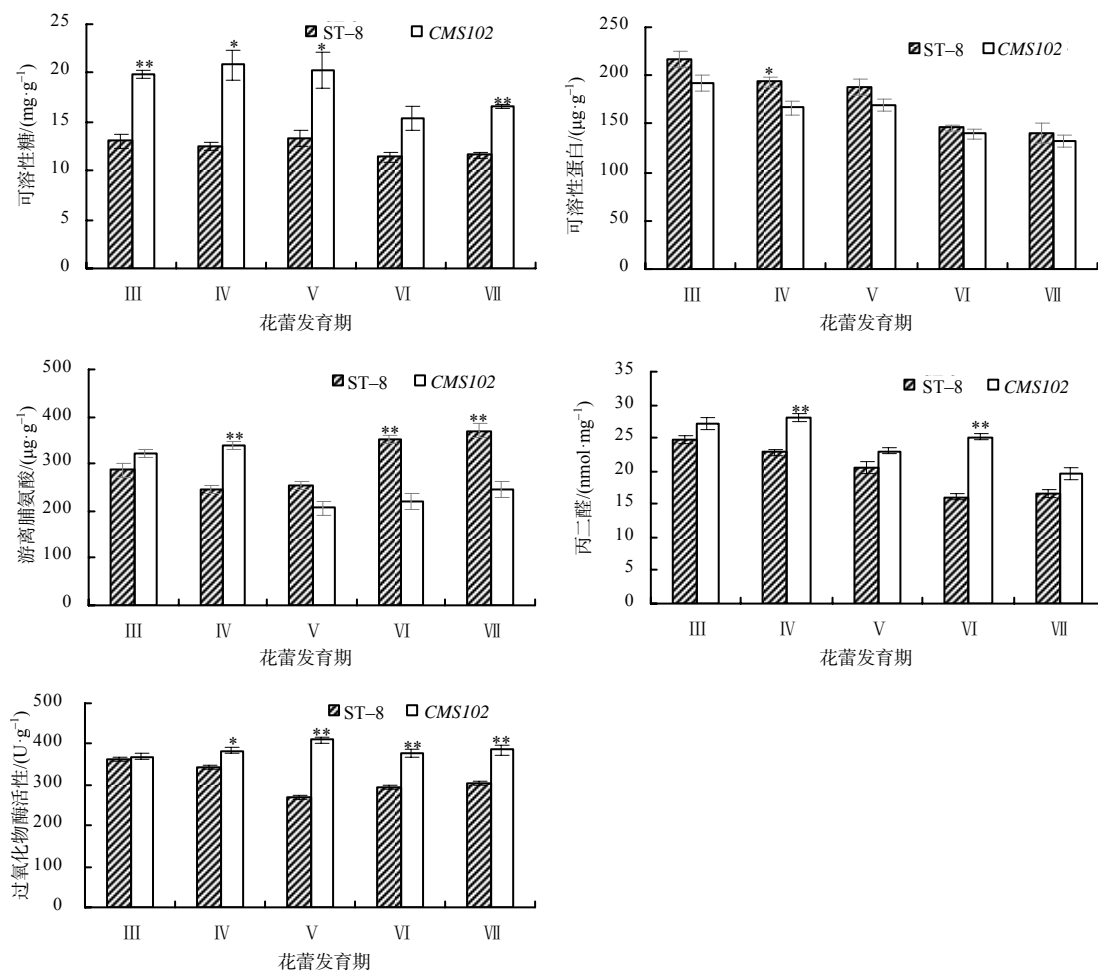 ST–8 CMS102
可溶性糖/(mg·g⁻¹)
25
20
15
10
5
0
** * * **
III IV V VI VII
花蕾发育期
ST–8 CMS102
可溶性蛋白/(μg·g⁻¹)
250
200
150
100
50
0
*
III IV V VI VII
花蕾发育期
ST–8 CMS102
游离脯氨酸/(μg·g⁻¹)
500
400
300
200
100
0
** ** **
III IV V VI VII
花蕾发育期
ST–8 CMS102
丙二醛/(nmol·mg⁻¹)
35
30
25
20
15
10
5
0
** **
III IV V VI VII
花蕾发育期
ST–8 CMS102
过氧化物酶活性/(U·g⁻¹)
500
400
300
200
100
0
* ** ** **
III IV V VI VII
花蕾发育期